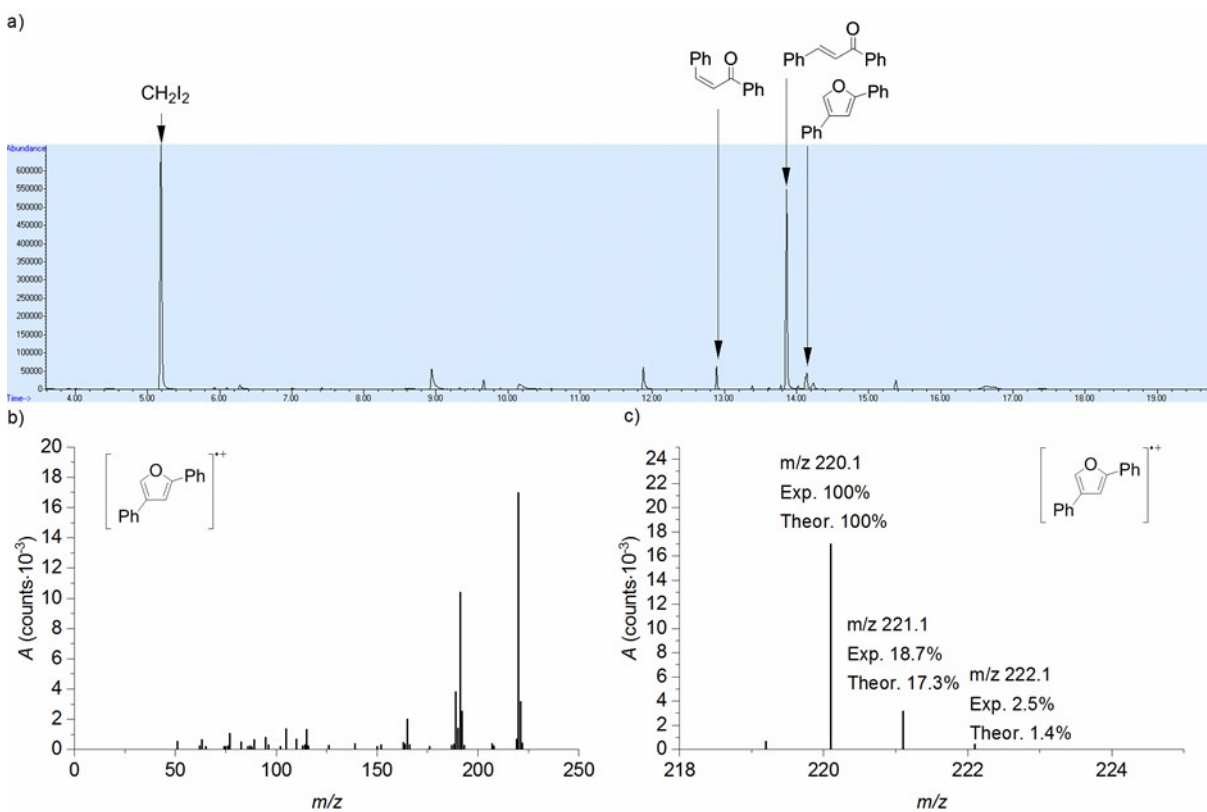 a)
O
Ph
Ph
Ph
O
Ph
CH2I2
O
Ph
Ph
Abundance
600000
550000
500000
450000
400000
350000
300000
250000
200000
150000
100000
50000
0
Time-->
4.00 5.00 6.00 7.00 8.00 9.00 10.00 11.00 12.00 13.00 14.00 15.00 16.00 17.00 18.00 19.00
b)
20
18
16
14
12
10
8
6
4
2
0
A (counts·10⁻³)
O
Ph
Ph
•+
0 50 100 150 200 250
m/z
c)
24
22
20
18
16
14
12
10
8
6
4
2
0
A (counts·10⁻³)
m/z 220.1
Exp. 100%
Theor. 100%
m/z 221.1
Exp. 18.7%
Theor. 17.3%
m/z 222.1
Exp. 2.5%
Theor. 1.4%
O
Ph
Ph
•+
218 220 222 224
m/z